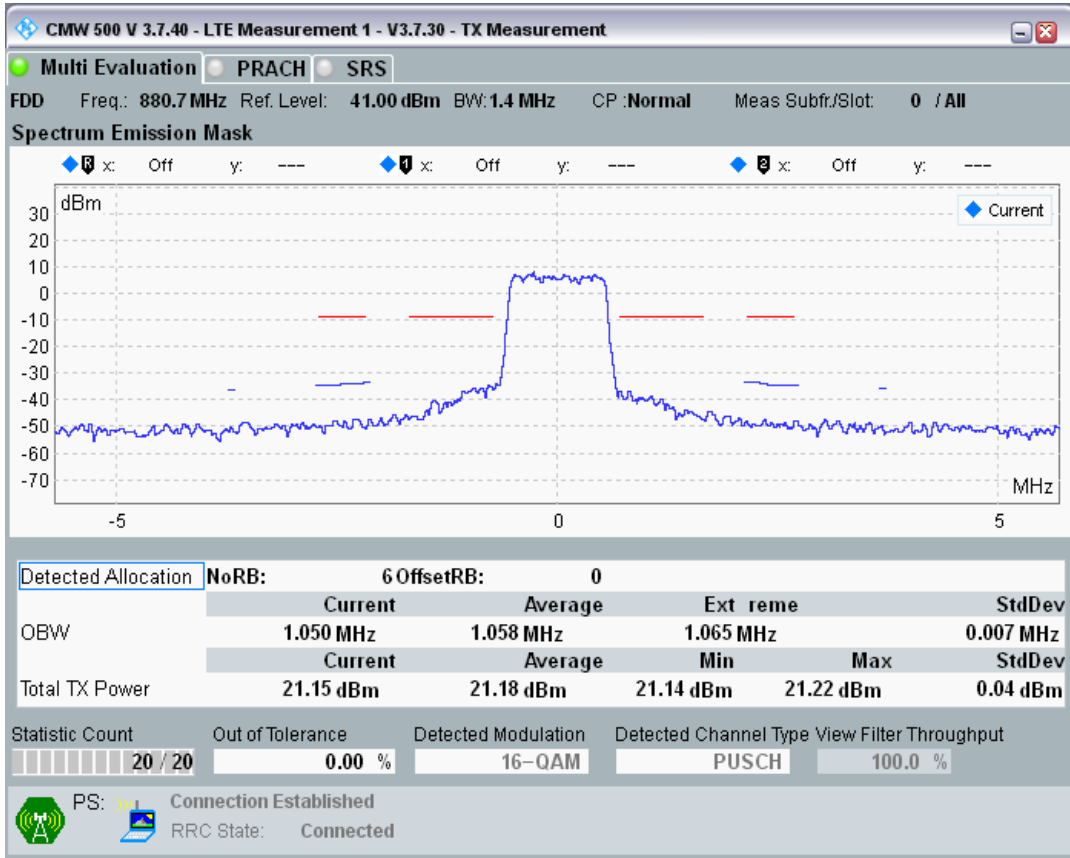 CMW 500 V 3.7.40 - LTE Measurement 1 - V3.7.30 - TX Measurement
Multi Evaluation PRACH SRS
FDD Freq.: 880.7 MHz Ref. Level: 41.00 dBm BW: 1.4 MHz CP :Normal Meas Subfr./Slot: 0 / All
Spectrum Emission Mask
R x: Off y: --- 1 x: Off y: --- 2 x: Off y: ---
dBm
Current
30
20
10
0
-10
-20
-30
-40
-50
-60
-70
MHz
-5 0 5
Detected Allocation NoRB: 6 OffsetRB: 0
Current Average Ext reme StdDev
OBW 1.050 MHz 1.058 MHz 1.065 MHz 0.007 MHz
Current Average Min Max StdDev
Total TX Power 21.15 dBm 21.18 dBm 21.14 dBm 21.22 dBm 0.04 dBm
Statistic Count Out of Tolerance Detected Modulation Detected Channel Type View Filter Throughput
20 / 20 0.00 % 16-QAM PUSCH 100.0 %
PS: Connection Established
RRC State: Connected